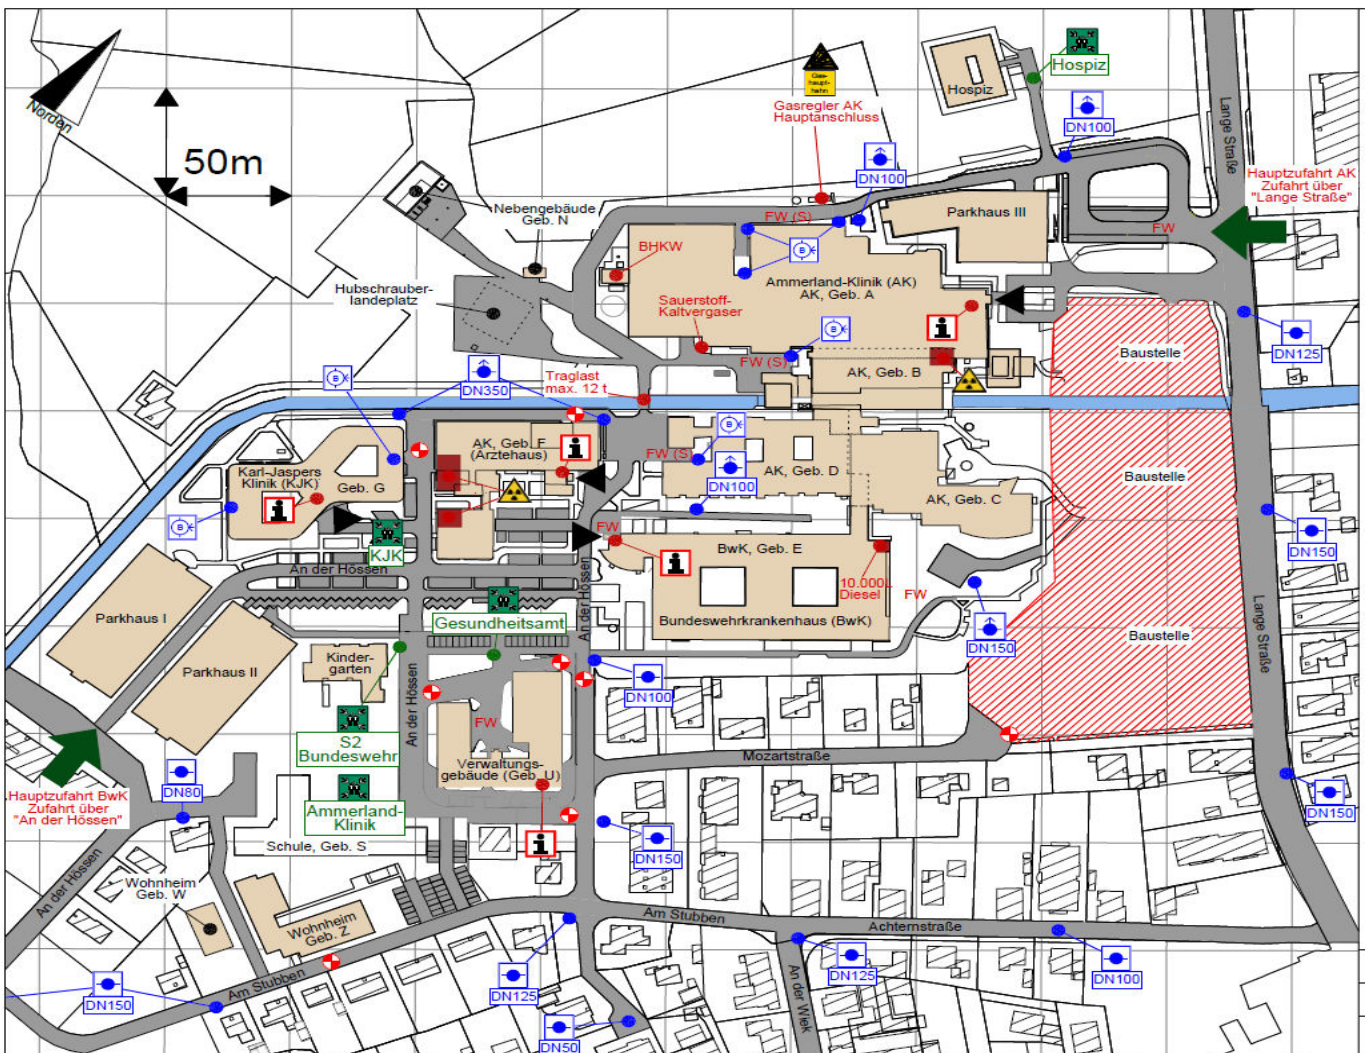 Norden
50m
Gas-
haupt-
hahn
Gasregler AK
Hauptanschluss
Hospiz
Hospiz
DN100
DN100
Lange Straße
Hauptzufahrt AK
Zufahrt über
"Lange Straße"
FW
Parkhaus III
FW (S)
B
Nebengebäude
Geb. N
BHKW
Ammerland-Klinik (AK)
AK, Geb. A
Hubschrauber-
landeplatz
Sauerstoff-
Kaltvergaser
B
i
FW (S)
AK, Geb. B
Baustelle
DN125
B
DN350
Traglast
max. 12 t
AK, Geb. F
(Ärztehaus)
i
FW (S)
B
DN100
AK, Geb. D
AK, Geb. C
Baustelle
Karl-Jaspers
Klinik (KJK)
Geb. G
i
B
KJK
FW
BwK, Geb. E
i
10.000L
Diesel
FW
Bundeswehrkrankenhaus (BwK)
DN150
DN150
Baustelle
Lange Straße
An der Hössen
An der Hössen
Parkhaus I
Parkhaus II
Gesundheitsamt
Kinder-
garten
An der Hössen
DN100
FW
S2
Bundeswehr
Verwaltungs-
gebäude (Geb. U)
Mozartstraße
DN80
Hauptzufahrt BwK
Zufahrt über
"An der Hössen"
Ammerland-
Klinik
i
DN150
DN150
Schule, Geb. S
An der Hössen
Wohnheim
Geb. W
Wohnheim
Geb. Z
Am Stubben
Achternstraße
Am Stubben
DN150
DN125
DN125
DN100
An der Wiek
DN50